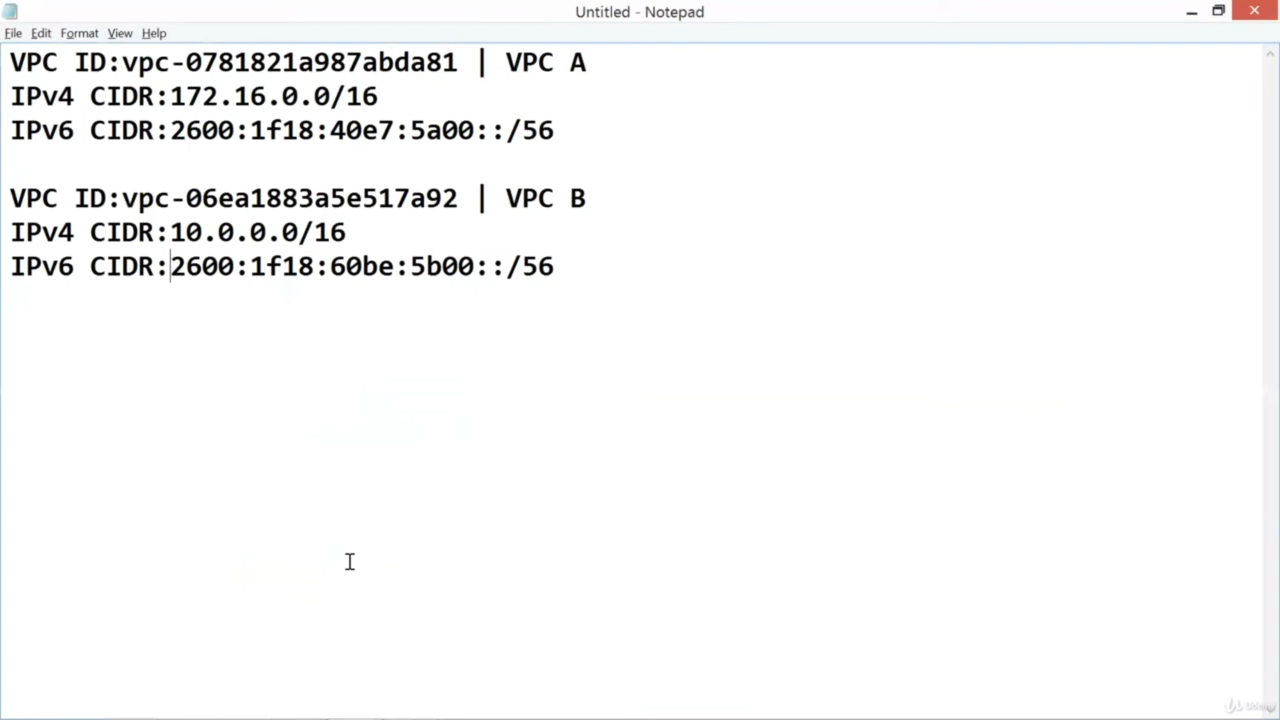 Untitled - Notepad
File Edit Format View Help
VPC ID:vpc-0781821a987abda81 | VPC A
IPv4 CIDR:172.16.0.0/16
IPv6 CIDR:2600:1f18:40e7:5a00::/56
VPC ID:vpc-06ea1883a5e517a92 | VPC B
IPv4 CIDR:10.0.0.0/16
IPv6 CIDR:2600:1f18:60be:5b00::/56
Udemy